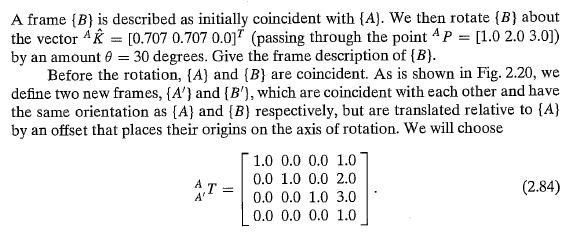 A frame {B} is described as initially coincident with {A}. We then rotate {B} about
the vector ᴬK̂ = [0.707 0.707 0.0]ᵀ (passing through the point ᴬP = [1.0 2.0 3.0])
by an amount θ = 30 degrees. Give the frame description of {B}.
Before the rotation, {A} and {B} are coincident. As is shown in Fig. 2.20, we
define two new frames, {A′} and {B′}, which are coincident with each other and have
the same orientation as {A} and {B} respectively, but are translated relative to {A}
by an offset that places their origins on the axis of rotation. We will choose
1.0 0.0 0.0 1.0
0.0 1.0 0.0 2.0
A A′ T = 0.0 0.0 1.0 3.0 . (2.84)
0.0 0.0 0.0 1.0